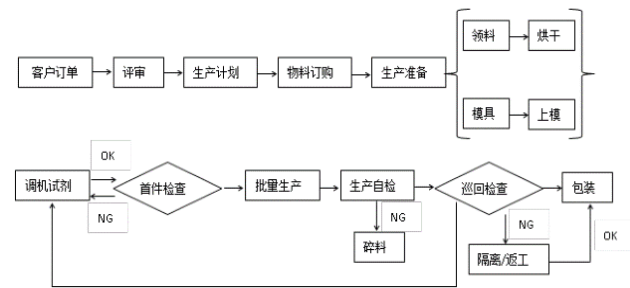 客户订单
评审
生产计划
物料订购
生产准备
领料
烘干
模具
上模
调机试剂
OK
NG
首件检查
批量生产
生产自检
NG
碎料
巡回检查
NG
隔离/返工
包装
OK